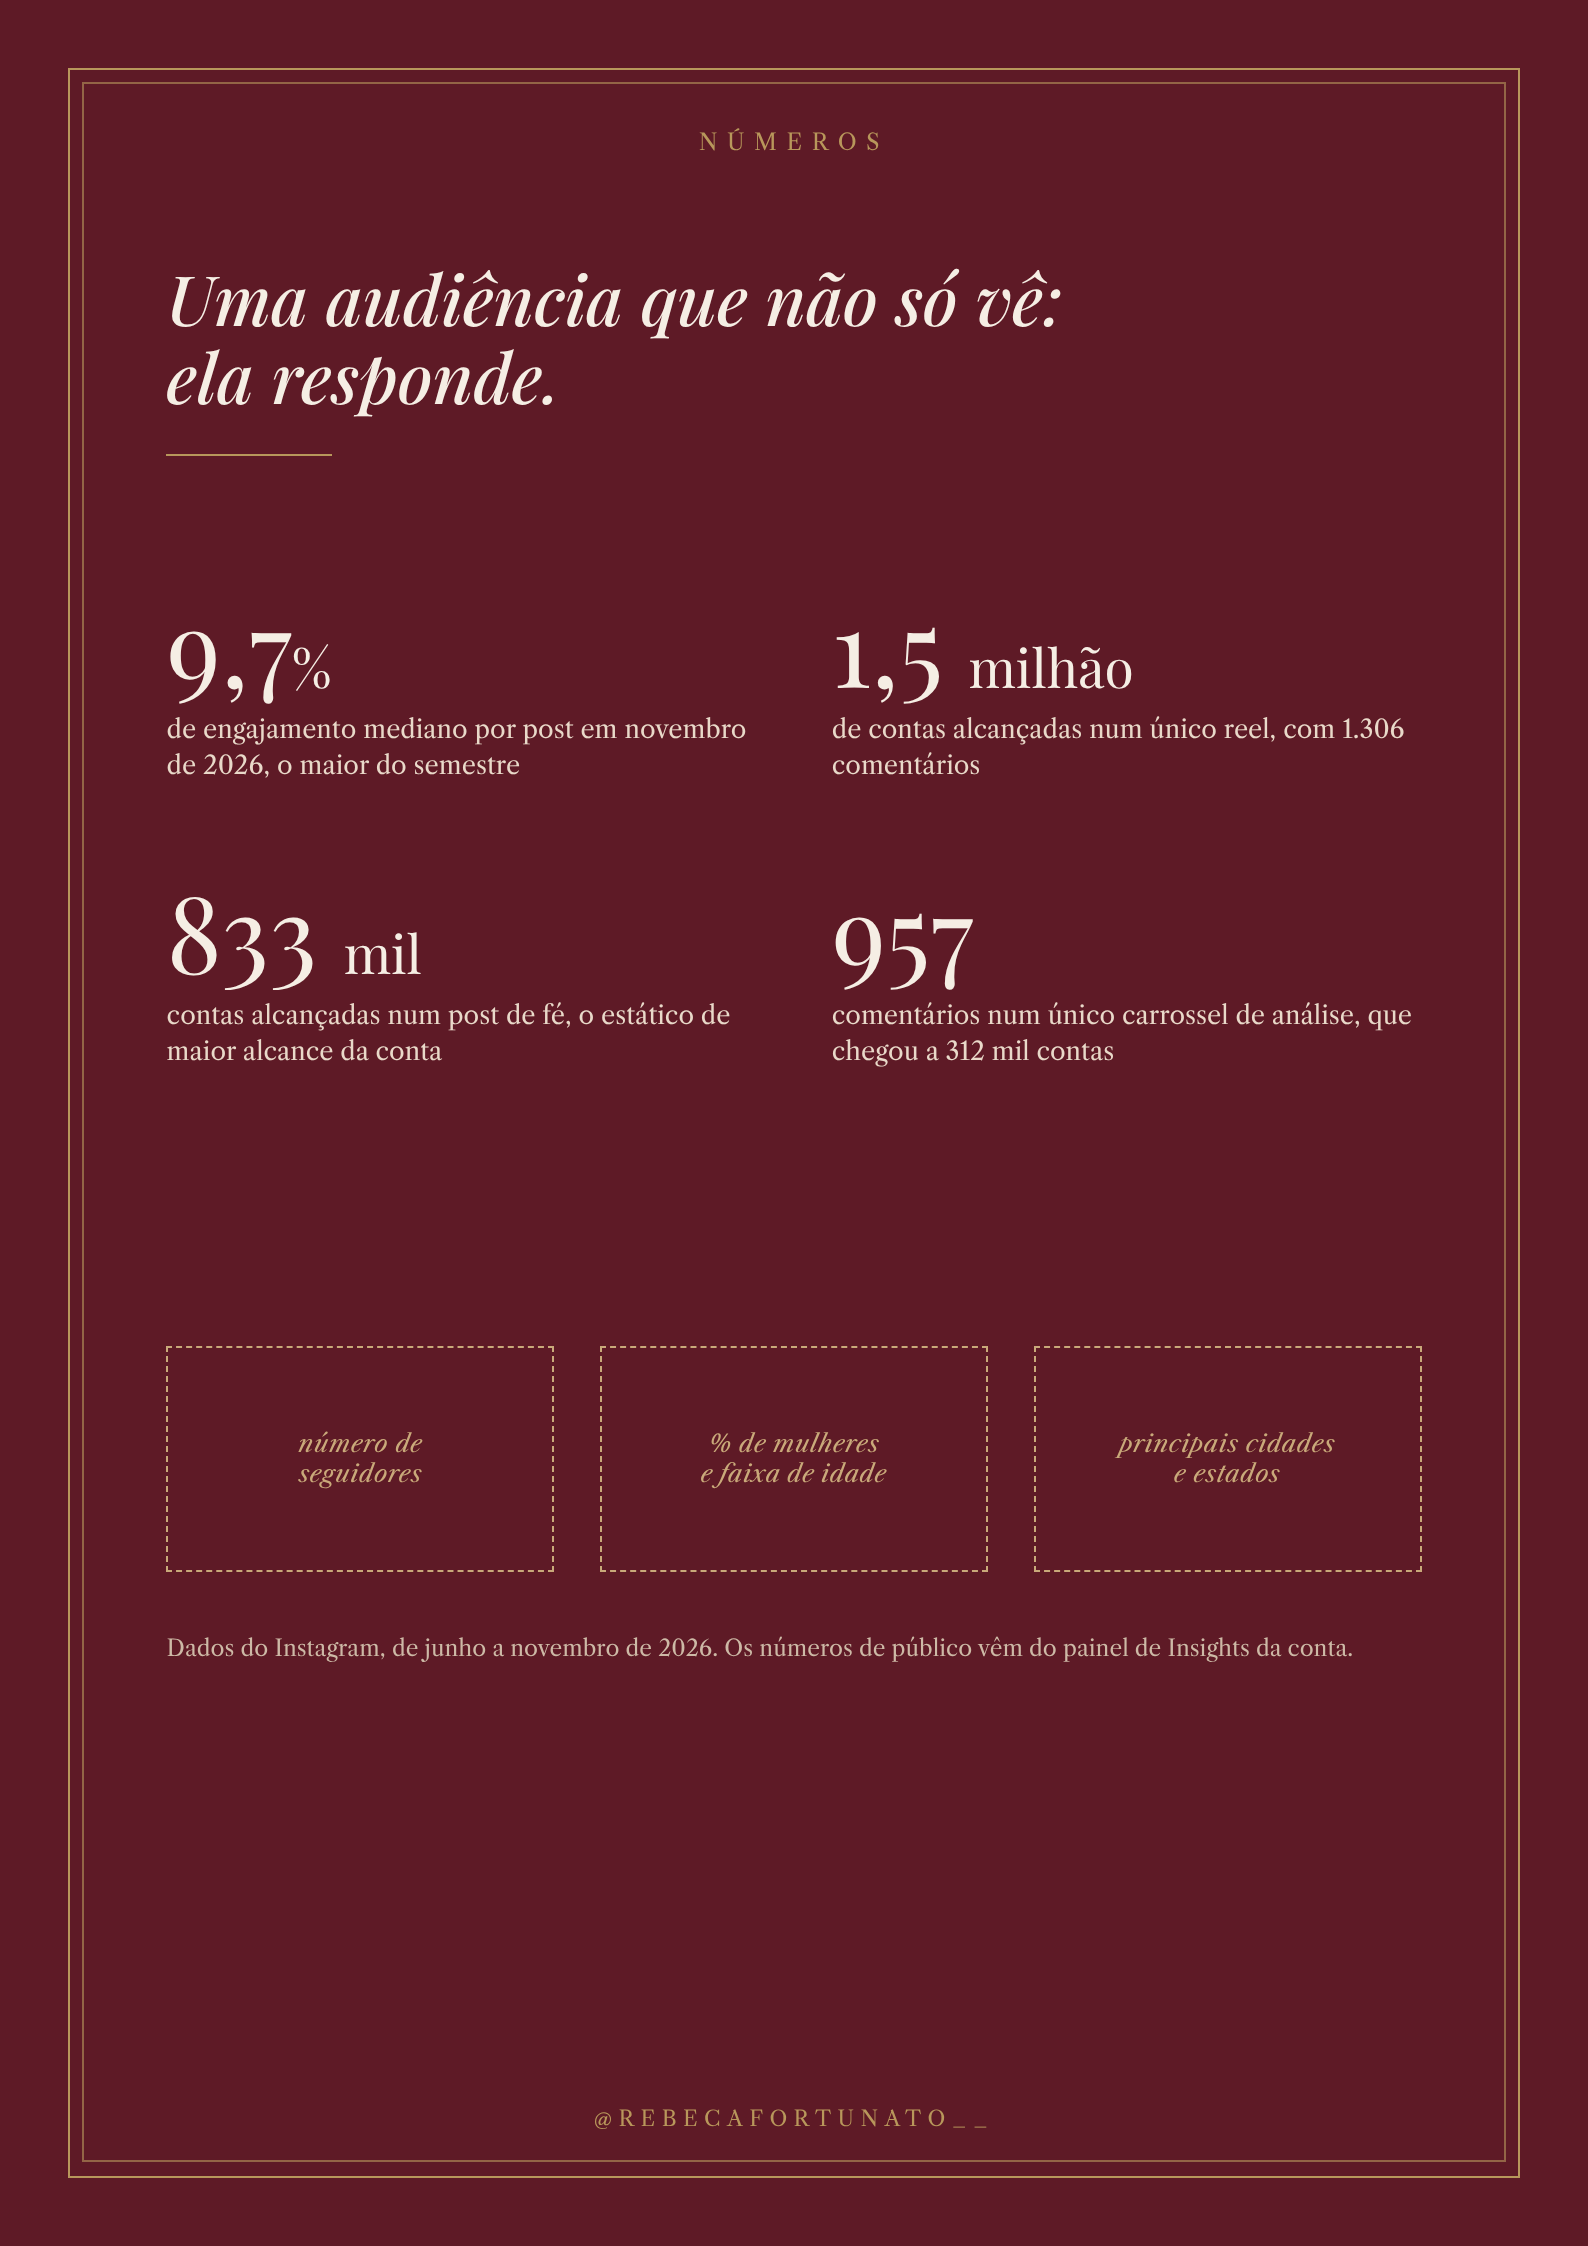 NÚMEROS
Uma audiência que não só vê:
ela responde.
9,7%
de engajamento mediano por post em novembro
de 2026, o maior do semestre
1,5 milhão
de contas alcançadas num único reel, com 1.306
comentários
833 mil
contas alcançadas num post de fé, o estático de
maior alcance da conta
957
comentários num único carrossel de análise, que
chegou a 312 mil contas
número de
seguidores
% de mulheres
e faixa de idade
principais cidades
e estados
Dados do Instagram, de junho a novembro de 2026. Os números de público vêm do painel de Insights da conta.
@REBECAFORTUNATO__